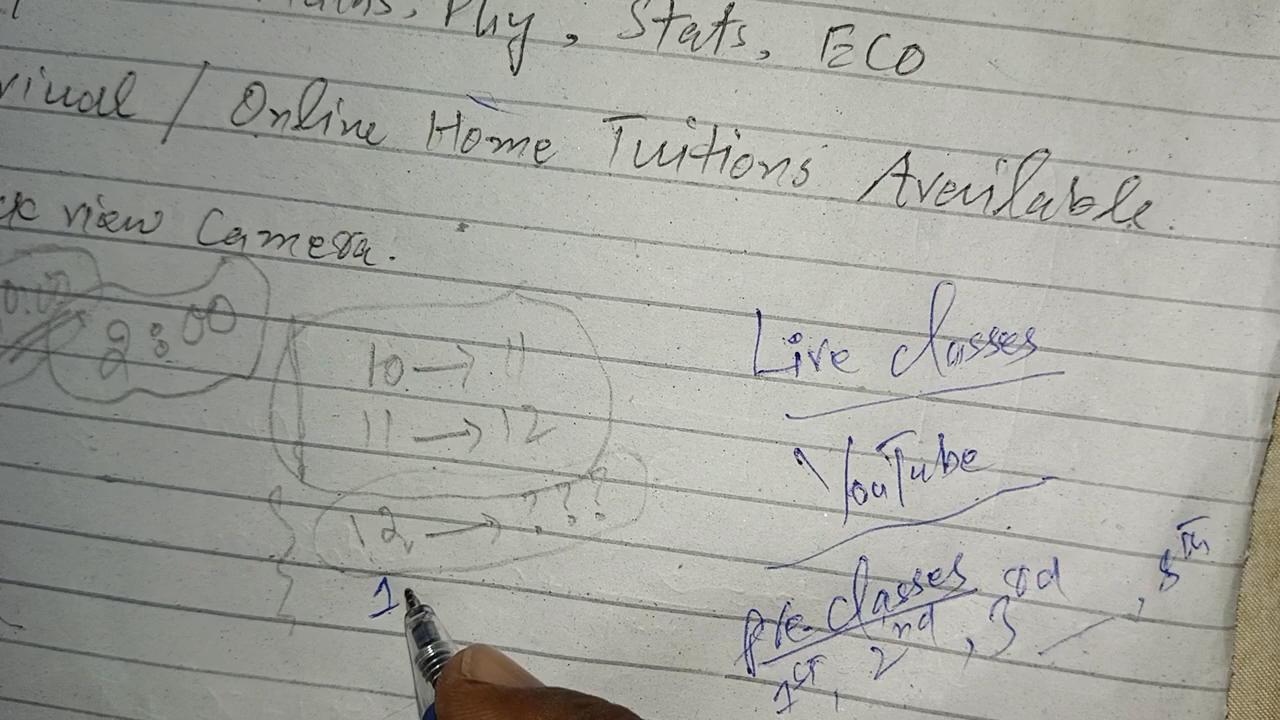 Phy, Stats, ECO
/ Online Home Tuitions Available.
view Camera.
2:00
10 → 11
11 → 12
12 → ???
1
Live classes
YouTube
Pre-classes
1st, 2nd, 3rd — , 8th